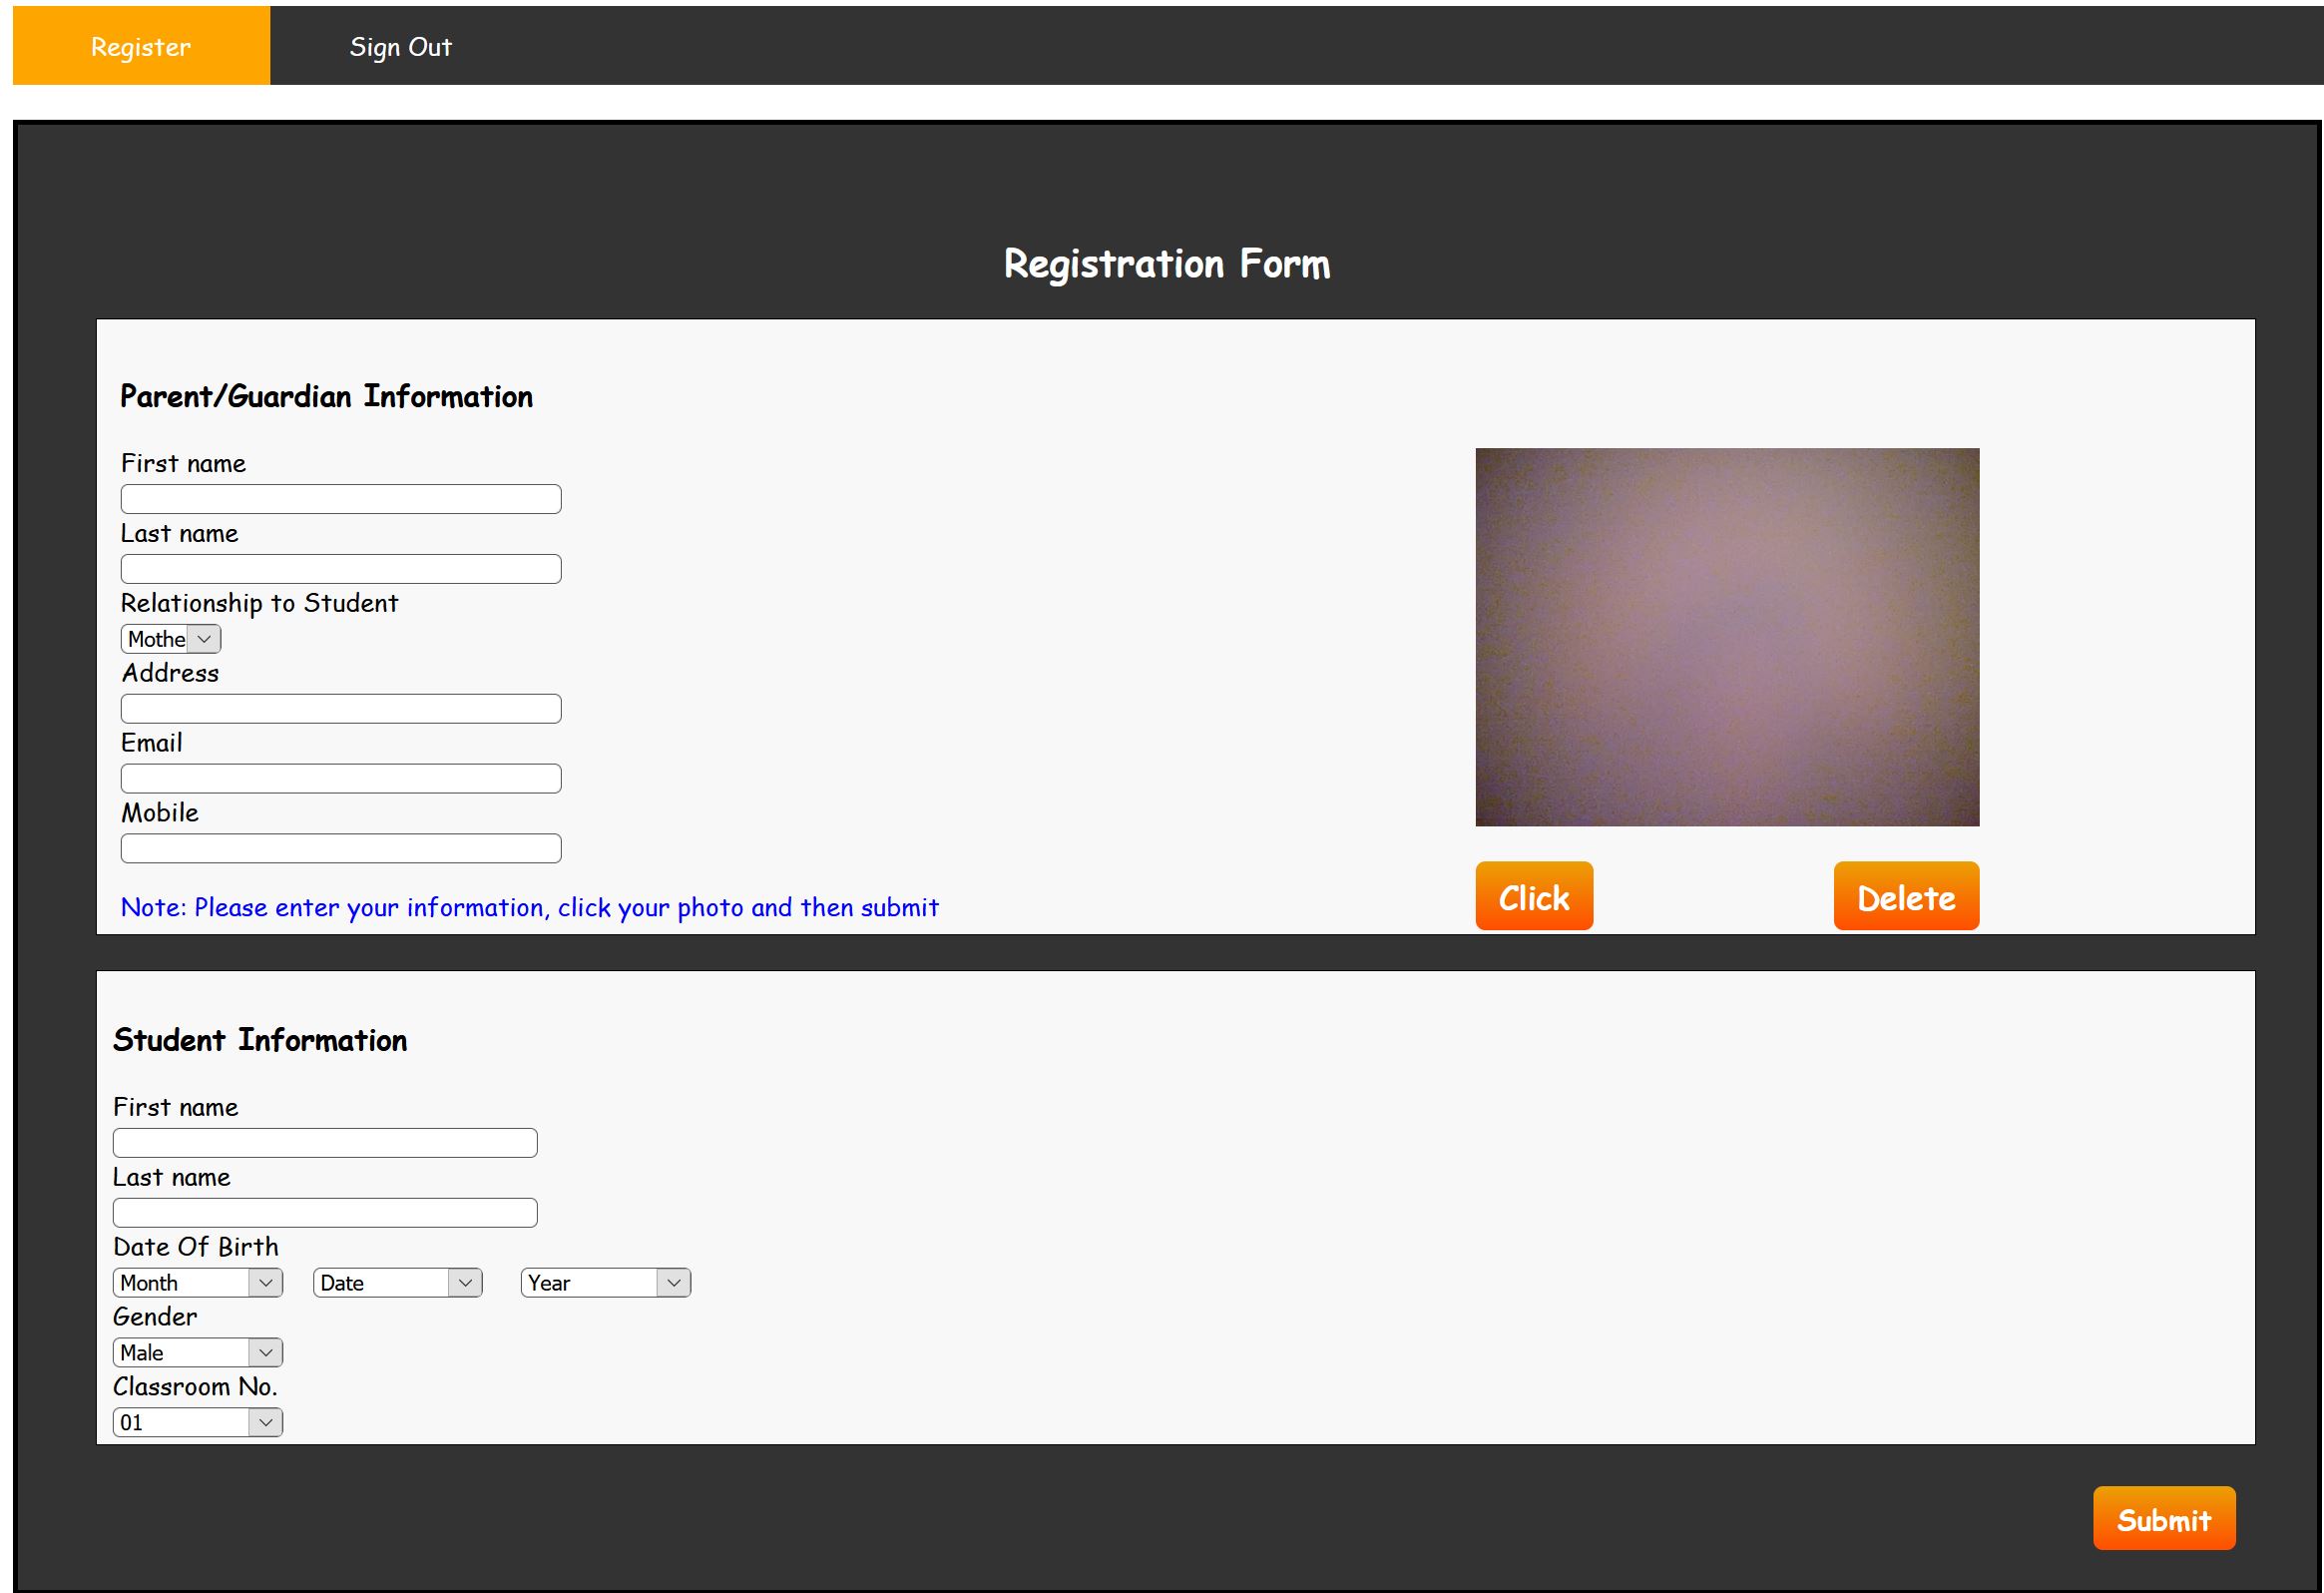 Register Sign Out
Registration Form
Parent/Guardian Information
First name
Last name
Relationship to Student
Mothe
Address
Email
Mobile
Note: Please enter your information, click your photo and then submit
Click Delete
Student Information
First name
Last name
Date Of Birth
Month Date Year
Gender
Male
Classroom No.
01
Submit